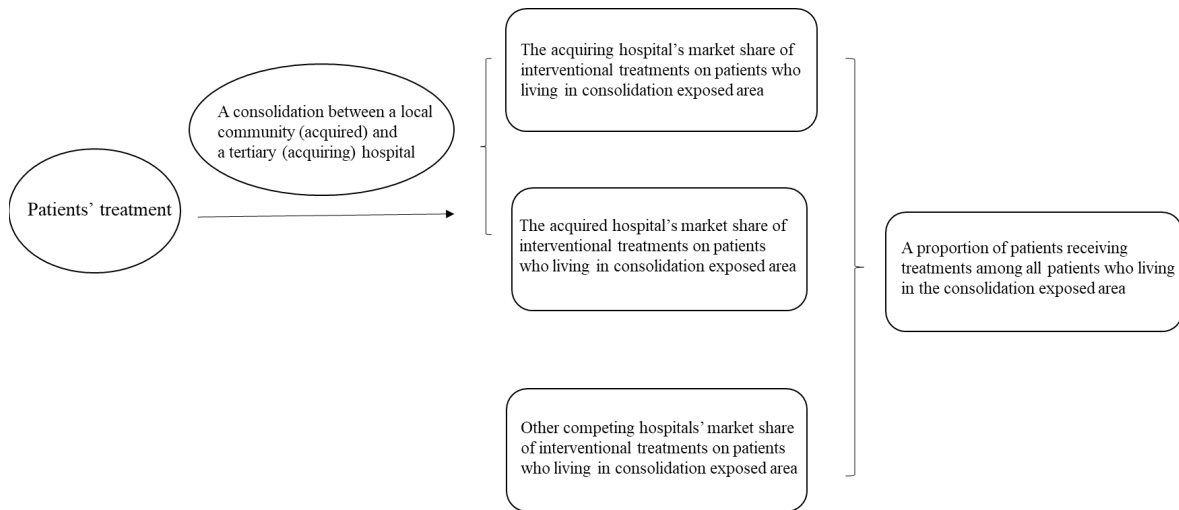 Patients’ treatment
A consolidation between a local
community (acquired) and
a tertiary (acquiring) hospital
The acquiring hospital’s market share of
interventional treatments on patients who
living in consolidation exposed area
The acquired hospital’s market share of
interventional treatments on patients
who living in consolidation exposed area
Other competing hospitals’ market share
of interventional treatments on patients
who living in consolidation exposed area
A proportion of patients receiving
treatments among all patients who living
in the consolidation exposed area